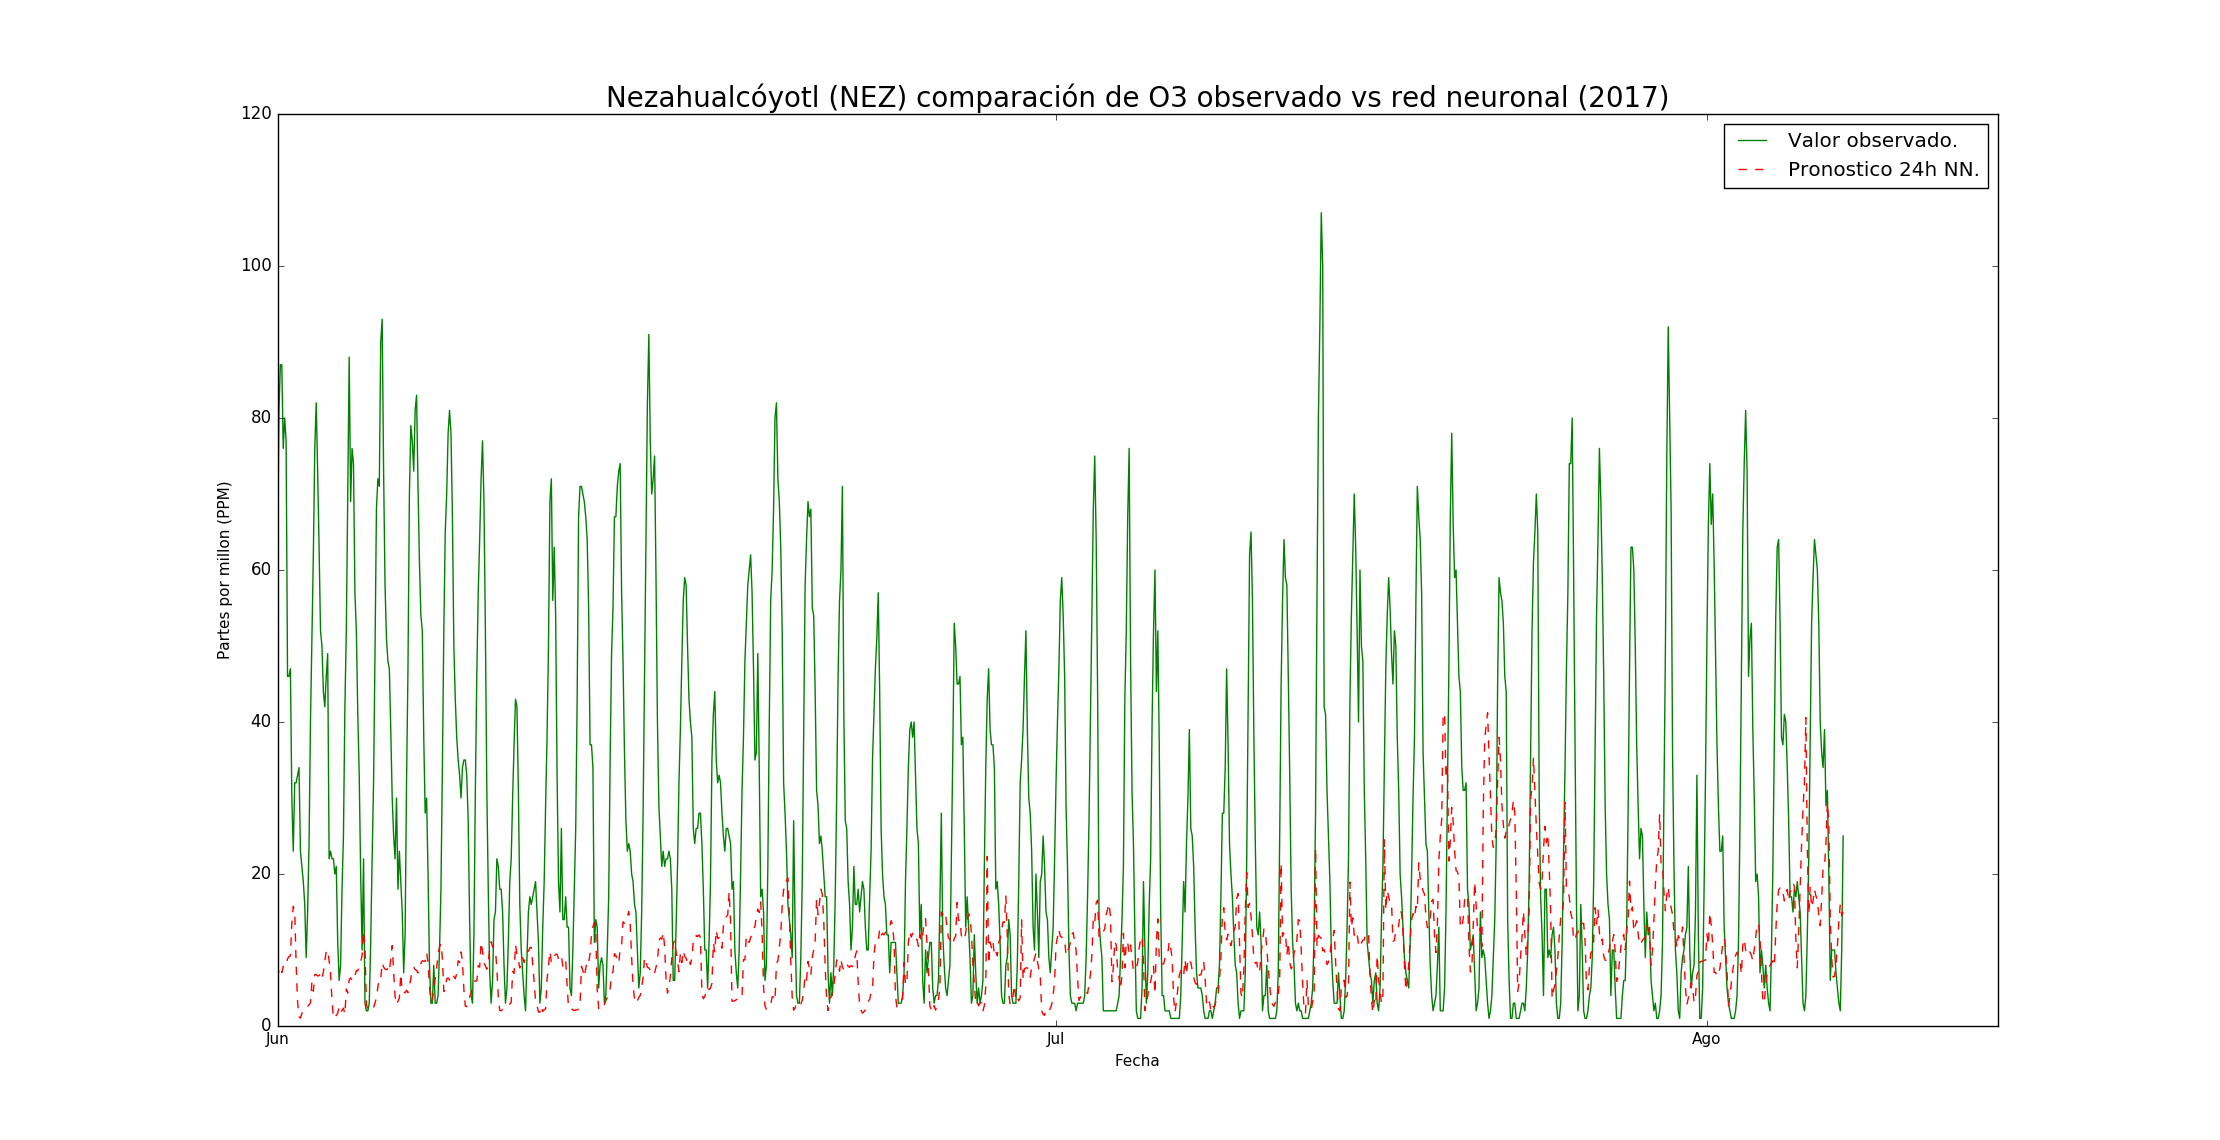 Nezahualcóyotl (NEZ) comparación de O3 observado vs red neuronal (2017)
120
100
80
60
40
20
0
Partes por millon (PPM)
Valor observado.
Pronostico 24h NN.
Jun
Jul
Ago
Fecha